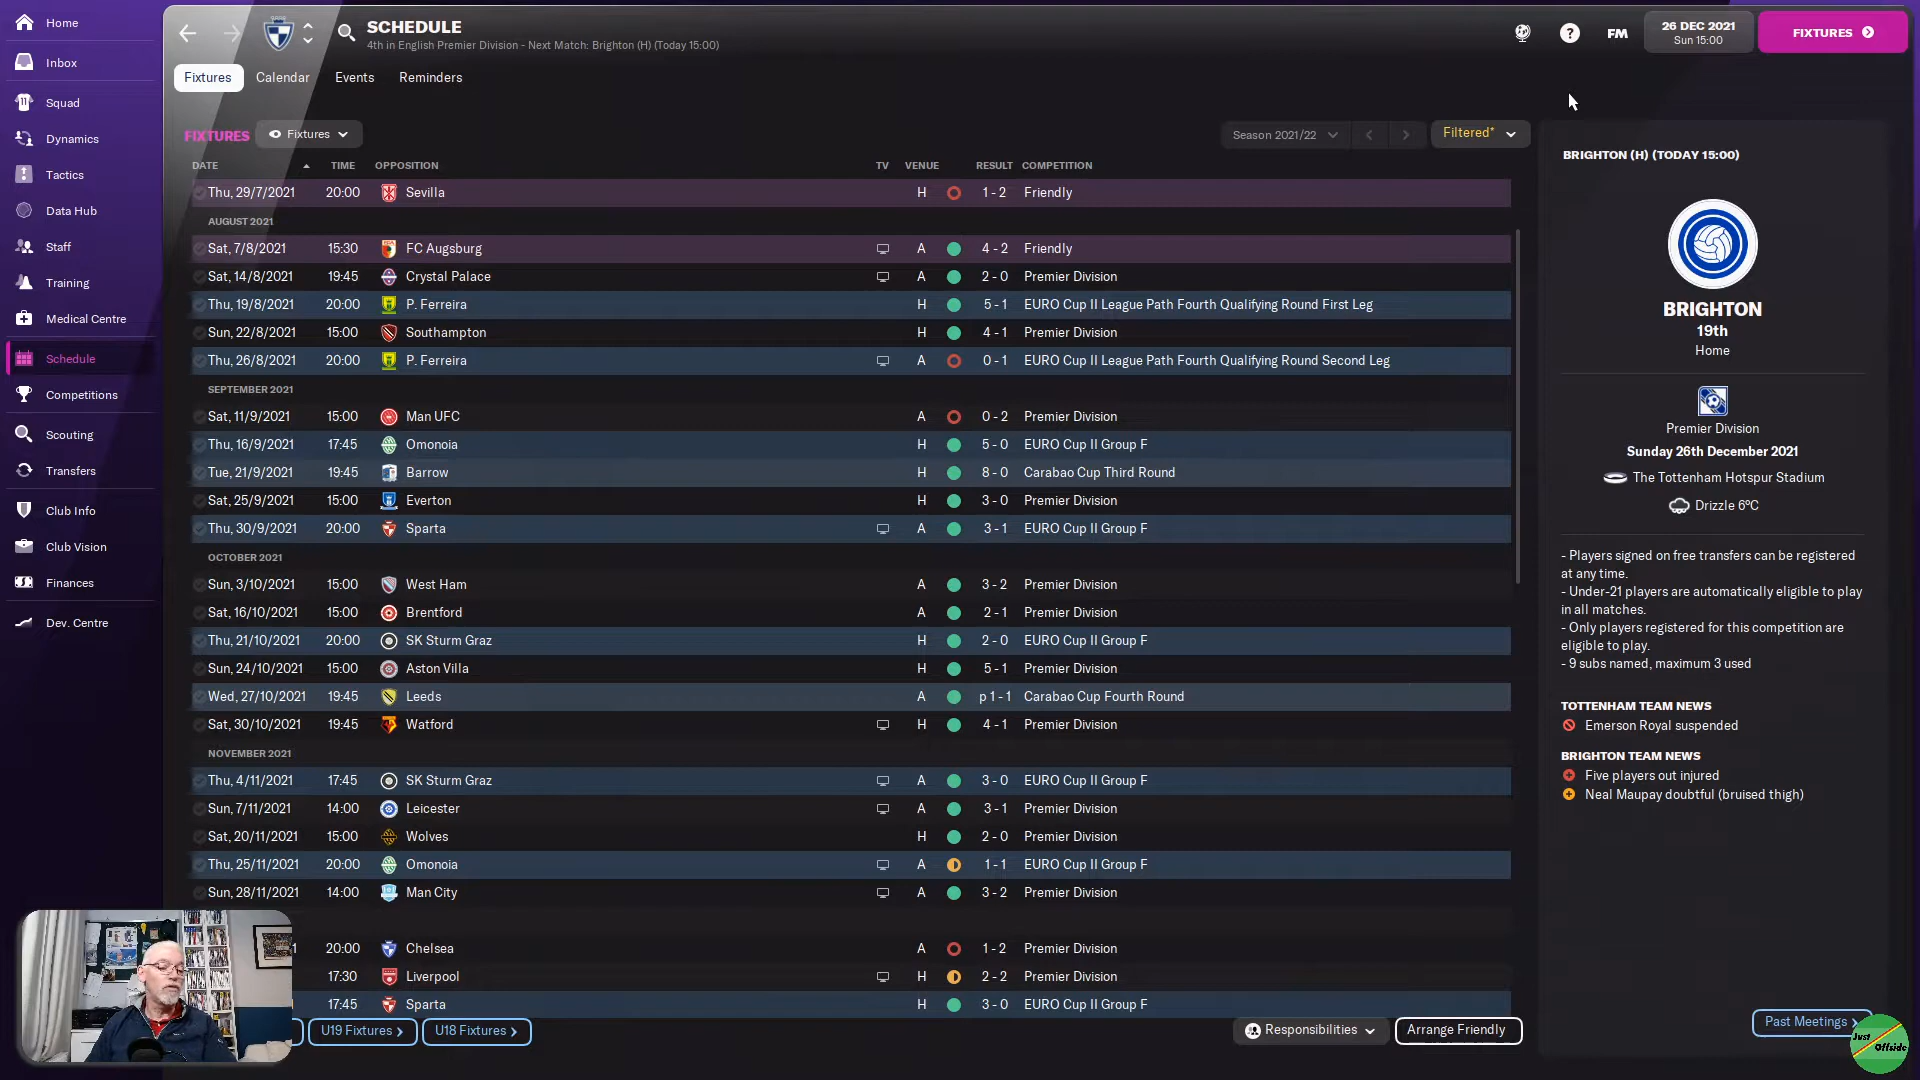 Home
Inbox
Squad
Dynamics
Tactics
Data Hub
Staff
Training
Medical Centre
Schedule
Competitions
Scouting
Transfers
Club Info
Club Vision
Finances
Dev. Centre
SCHEDULE
4th in English Premier Division - Next Match: Brighton (H) (Today 15:00)
FM
26 DEC 2021
Sun 15:00
FIXTURES
Fixtures Calendar Events Reminders
FIXTURES Fixtures Season 2021/22 Filtered*
DATE TIME OPPOSITION TV VENUE RESULT COMPETITION
Thu, 29/7/2021 20:00 Sevilla H 1 - 2 Friendly
AUGUST 2021
Sat, 7/8/2021 15:30 FC Augsburg A 4 - 2 Friendly
Sat, 14/8/2021 19:45 Crystal Palace A 2 - 0 Premier Division
Thu, 19/8/2021 20:00 P. Ferreira H 5 - 1 EURO Cup II League Path Fourth Qualifying Round First Leg
Sun, 22/8/2021 15:00 Southampton H 4 - 1 Premier Division
Thu, 26/8/2021 20:00 P. Ferreira A 0 - 1 EURO Cup II League Path Fourth Qualifying Round Second Leg
SEPTEMBER 2021
Sat, 11/9/2021 15:00 Man UFC A 0 - 2 Premier Division
Thu, 16/9/2021 17:45 Omonoia H 5 - 0 EURO Cup II Group F
Tue, 21/9/2021 19:45 Barrow H 8 - 0 Carabao Cup Third Round
Sat, 25/9/2021 15:00 Everton H 3 - 0 Premier Division
Thu, 30/9/2021 20:00 Sparta A 3 - 1 EURO Cup II Group F
OCTOBER 2021
Sun, 3/10/2021 15:00 West Ham A 3 - 2 Premier Division
Sat, 16/10/2021 15:00 Brentford A 2 - 1 Premier Division
Thu, 21/10/2021 20:00 SK Sturm Graz H 2 - 0 EURO Cup II Group F
Sun, 24/10/2021 15:00 Aston Villa H 5 - 1 Premier Division
Wed, 27/10/2021 19:45 Leeds A p 1 - 1 Carabao Cup Fourth Round
Sat, 30/10/2021 19:45 Watford H 4 - 1 Premier Division
NOVEMBER 2021
Thu, 4/11/2021 17:45 SK Sturm Graz A 3 - 0 EURO Cup II Group F
Sun, 7/11/2021 14:00 Leicester A 3 - 1 Premier Division
Sat, 20/11/2021 15:00 Wolves H 2 - 0 Premier Division
Thu, 25/11/2021 20:00 Omonoia A 1 - 1 EURO Cup II Group F
Sun, 28/11/2021 14:00 Man City A 3 - 2 Premier Division
20:00 Chelsea A 1 - 2 Premier Division
17:30 Liverpool H 2 - 2 Premier Division
17:45 Sparta H 3 - 0 EURO Cup II Group F
U19 Fixtures U18 Fixtures Responsibilities Arrange Friendly
BRIGHTON (H) (TODAY 15:00)
BRIGHTON
19th
Home
Premier Division
Sunday 26th December 2021
The Tottenham Hotspur Stadium
Drizzle 6ºC
- Players signed on free transfers can be registered
at any time.
- Under-21 players are automatically eligible to play
in all matches.
- Only players registered for this competition are
eligible to play.
- 9 subs named, maximum 3 used
TOTTENHAM TEAM NEWS
Emerson Royal suspended
BRIGHTON TEAM NEWS
Five players out injured
Neal Maupay doubtful (bruised thigh)
Past Meetings
Just
Offside